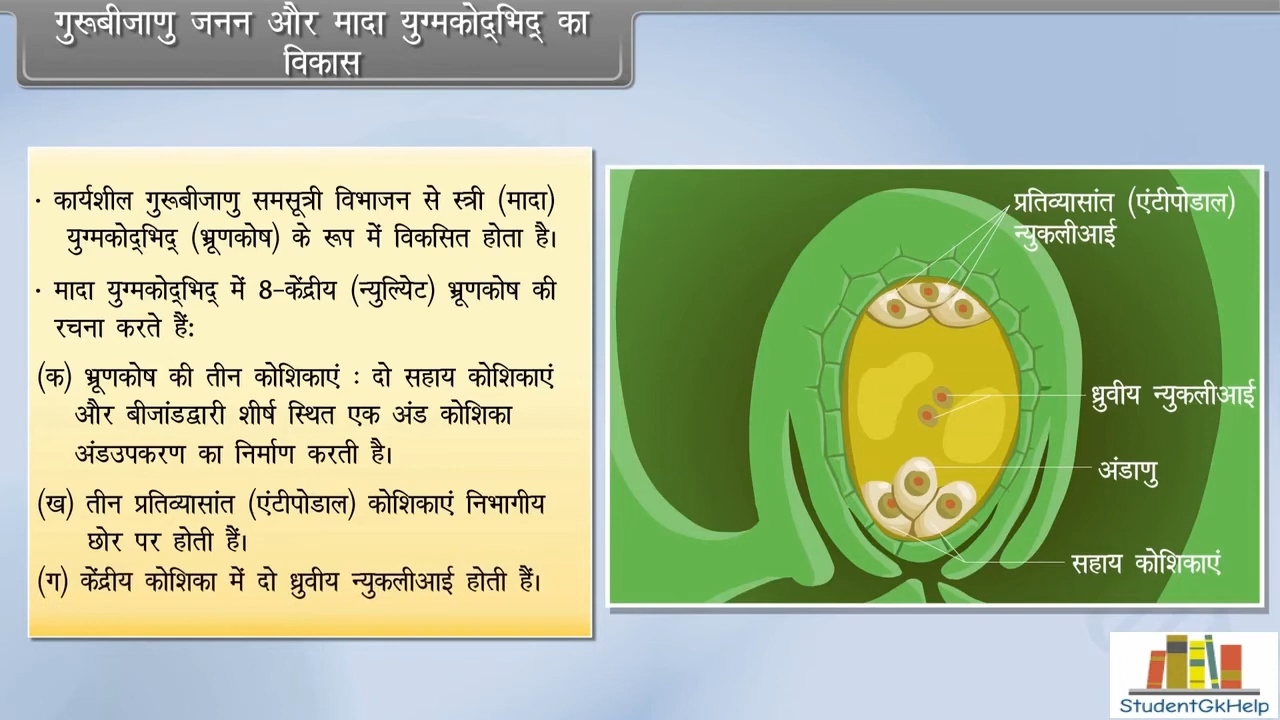 गुरूबीजाणु जनन और मादा युग्मकोद्‌भिद् का
विकास
· कार्यशील गुरूबीजाणु समसूत्री विभाजन से स्त्री (मादा)
युग्मकोद्‌भिद् (भ्रूणकोष) के रूप में विकसित होता है।
· मादा युग्मकोद्‌भिद् में 8-केंद्रीय (न्युल्यिेट) भ्रूणकोष की
रचना करते हैं:
(क) भ्रूणकोष की तीन कोशिकाएं : दो सहाय कोशिकाएं
और बीजांडद्वारी शीर्ष स्थित एक अंड कोशिका
अंडउपकरण का निर्माण करती है।
(ख) तीन प्रतिव्यासांत (एंटीपोडाल) कोशिकाएं निभागीय
छोर पर होती हैं।
(ग) केंद्रीय कोशिका में दो ध्रुवीय न्युकलीआई होती हैं।
प्रतिव्यासांत (एंटीपोडाल)
न्युकलीआई
ध्रुवीय न्युकलीआई
अंडाणु
सहाय कोशिकाएं
StudentGkHelp